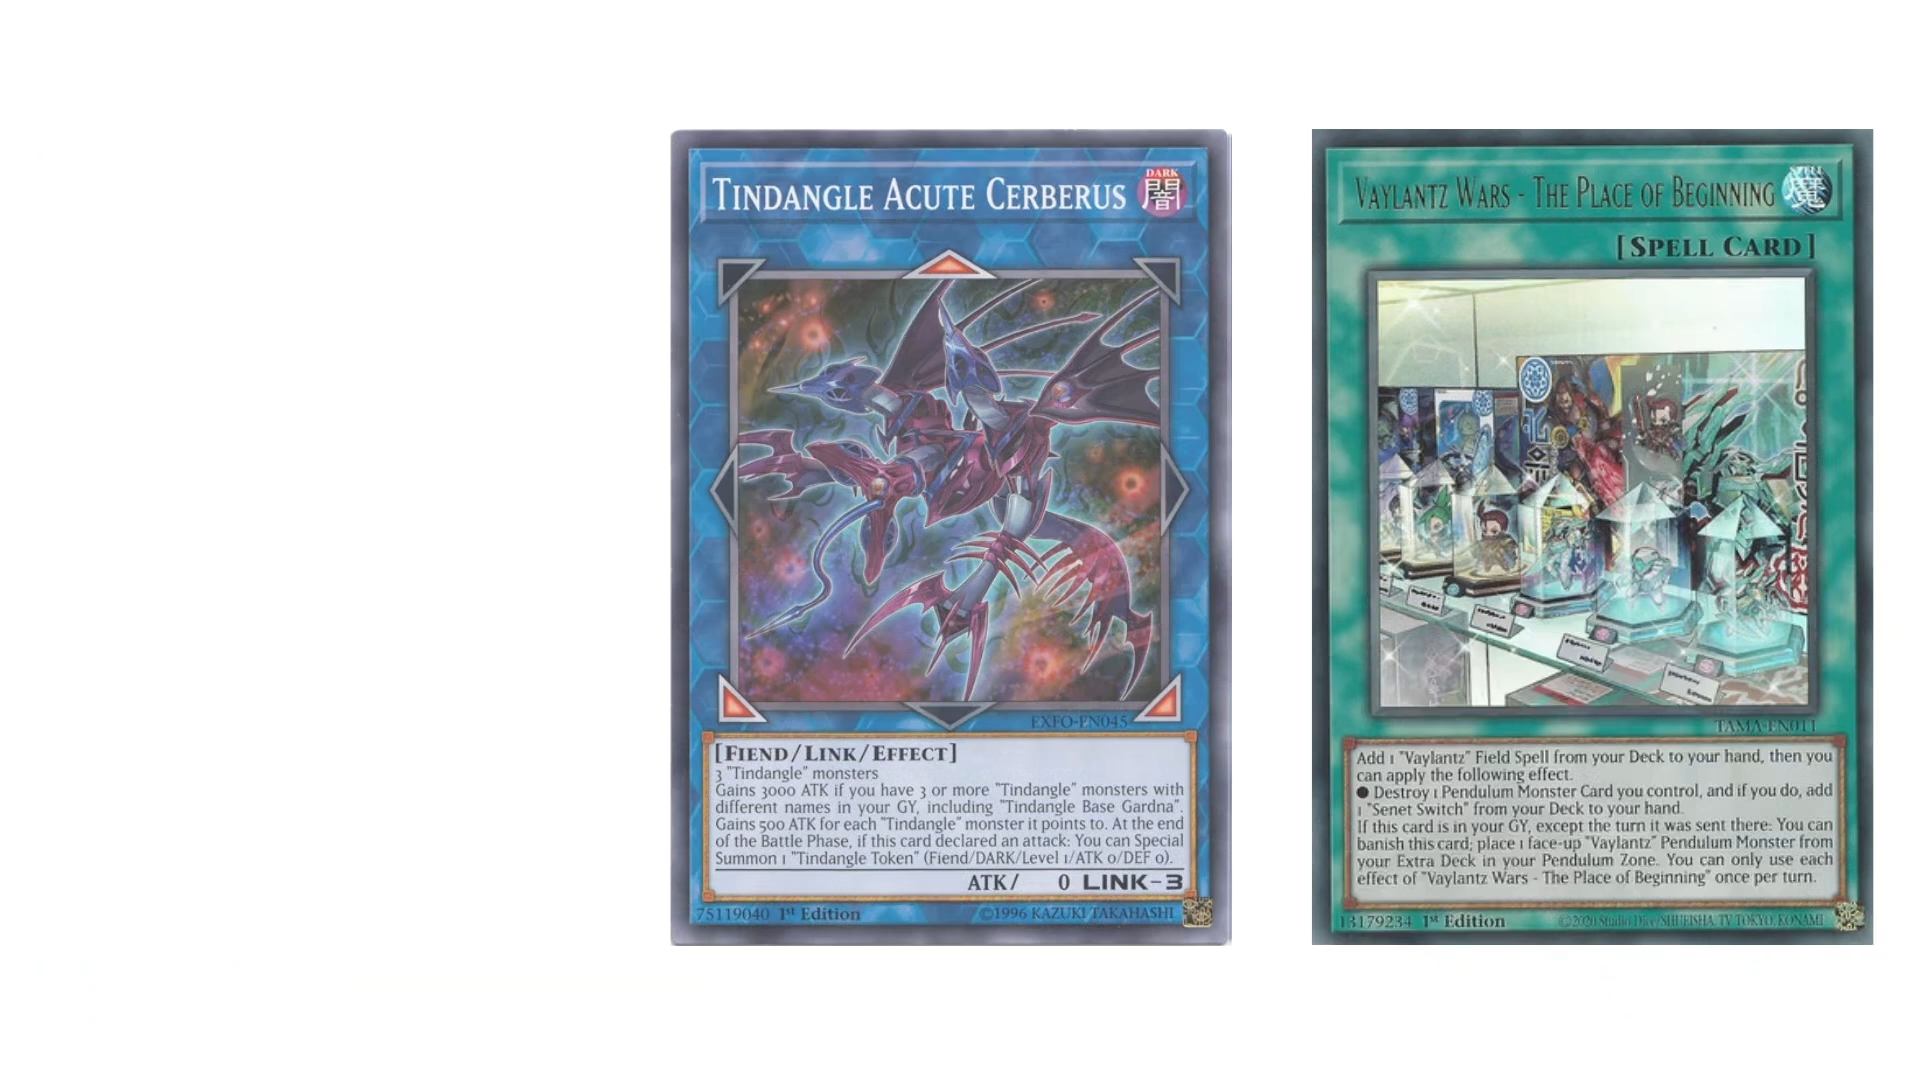 TINDANGLE ACUTE CERBERUS
DARK
闇
EXFO-EN045
[FIEND/LINK/EFFECT]
3 "Tindangle" monsters
Gains 3000 ATK if you have 3 or more "Tindangle" monsters with
different names in your GY, including "Tindangle Base Gardna".
Gains 500 ATK for each "Tindangle" monster it points to. At the end
of the Battle Phase, if this card declared an attack: You can Special
Summon 1 "Tindangle Token" (Fiend/DARK/Level 1/ATK 0/DEF 0).
ATK/ 0 LINK-3
75119040 1st Edition ©1996 KAZUKI TAKAHASHI
VAYLANTZ WARS - THE PLACE OF BEGINNING
魔
[SPELL CARD]
TAMA-EN011
Add 1 "Vaylantz" Field Spell from your Deck to your hand, then you
can apply the following effect.
● Destroy 1 Pendulum Monster Card you control, and if you do, add
1 "Senet Switch" from your Deck to your hand.
If this card is in your GY, except the turn it was sent there: You can
banish this card; place 1 face-up "Vaylantz" Pendulum Monster from
your Extra Deck in your Pendulum Zone. You can only use each
effect of "Vaylantz Wars - The Place of Beginning" once per turn.
13179234 1st Edition ©2020 Studio Dice/SHUEISHA, TV TOKYO, KONAMI